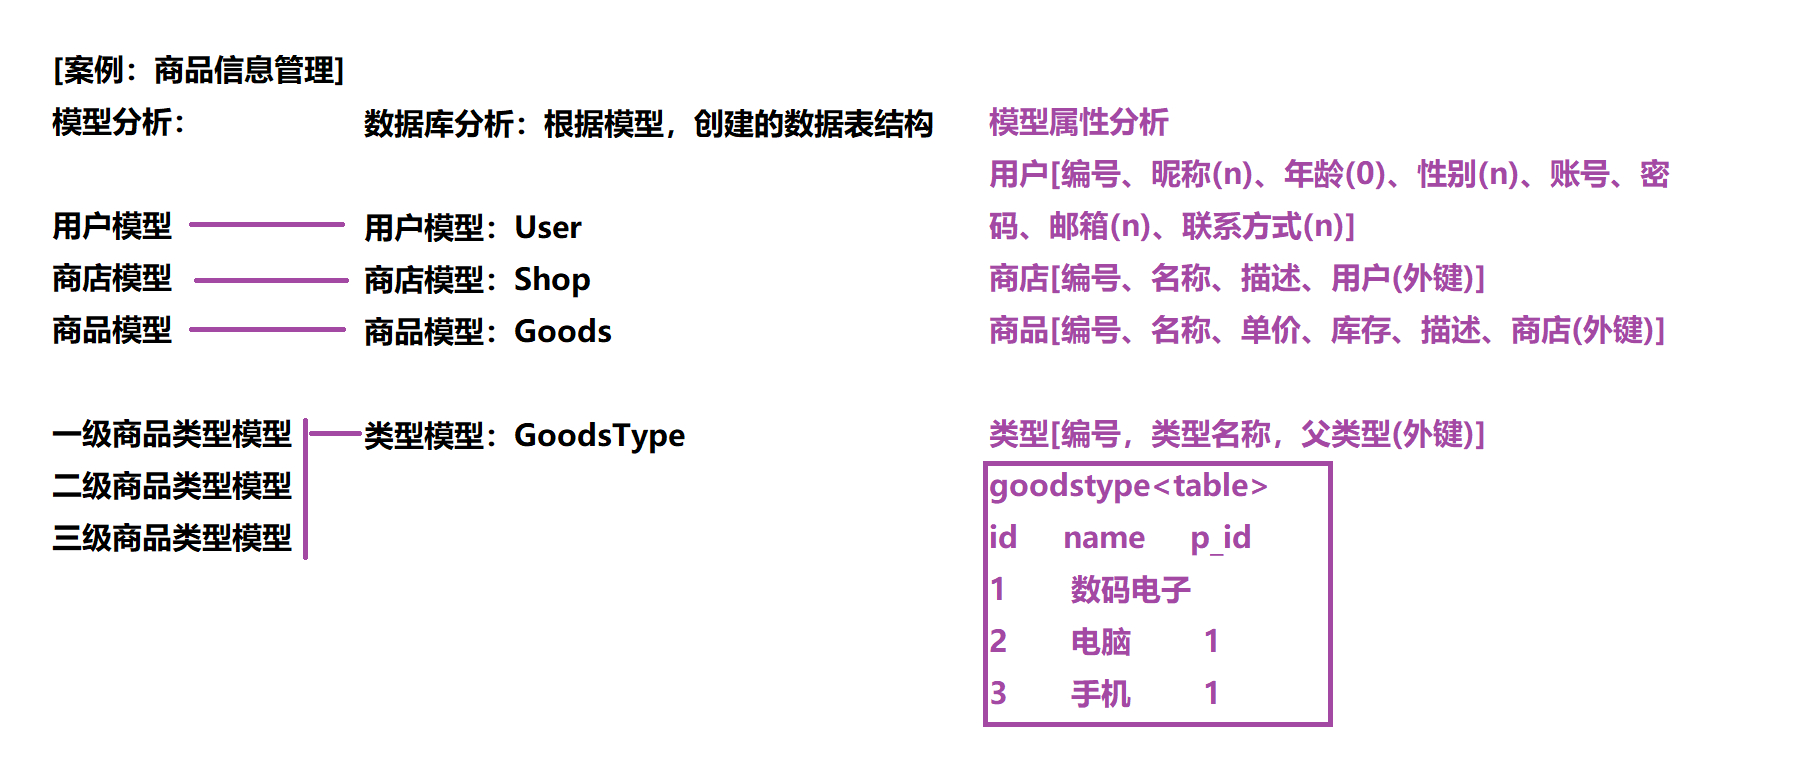 [案例：商品信息管理]
模型分析：
数据库分析：根据模型，创建的数据表结构
用户模型
用户模型：User
商店模型
商店模型：Shop
商品模型
商品模型：Goods
一级商品类型模型
类型模型：GoodsType
二级商品类型模型
三级商品类型模型
模型属性分析
用户[编号、昵称(n)、年龄(0)、性别(n)、账号、密
码、邮箱(n)、联系方式(n)]
商店[编号、名称、描述、用户(外键)]
商品[编号、名称、单价、库存、描述、商店(外键)]
类型[编号，类型名称，父类型(外键)]
goodstype<table>
id name p_id
1 数码电子
2 电脑 1
3 手机 1